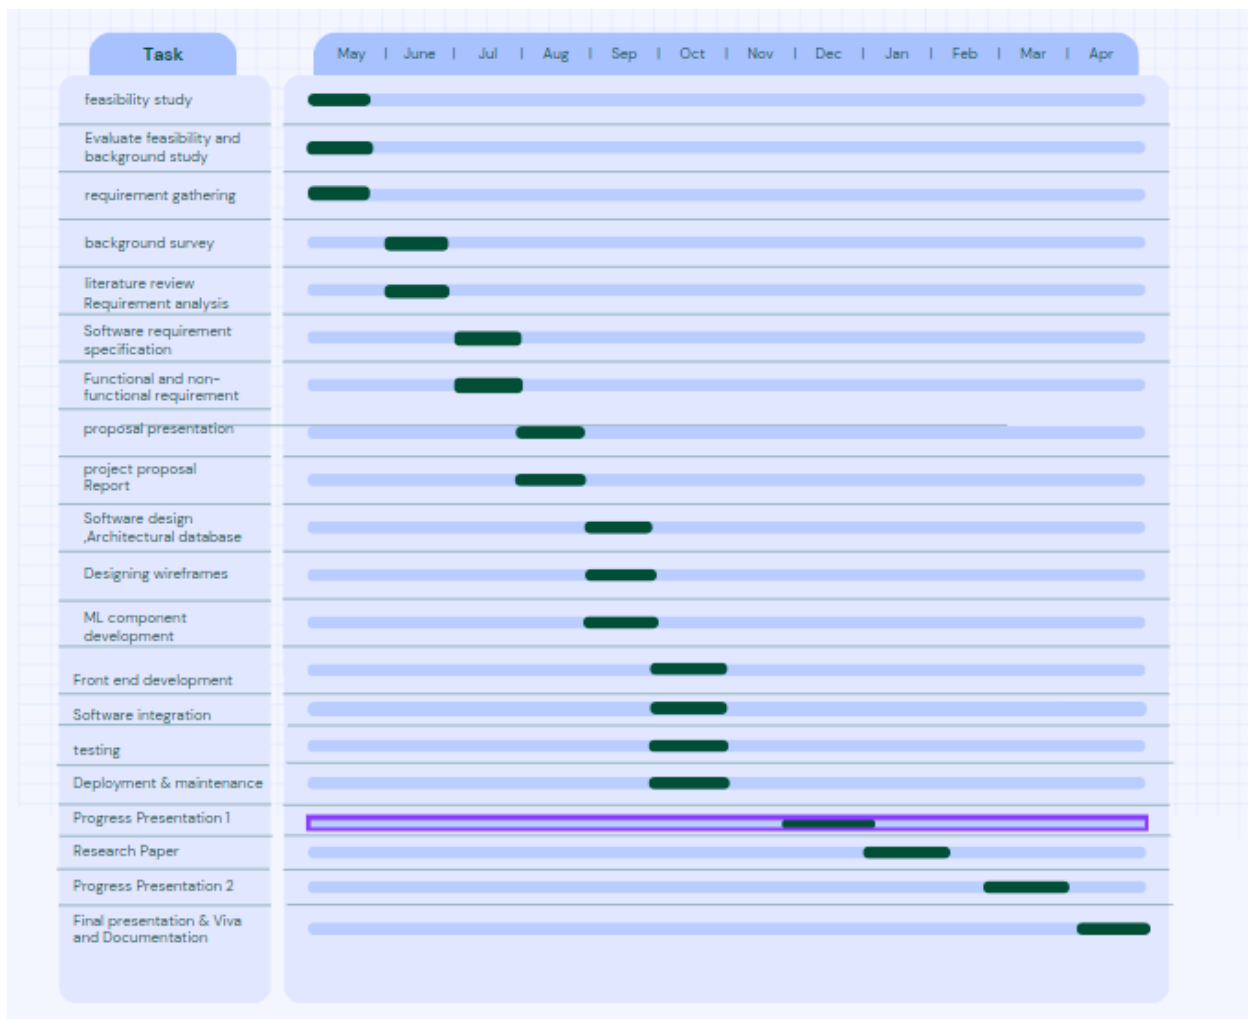 Task
May | June | Jul | Aug | Sep | Oct | Nov | Dec | Jan | Feb | Mar | Apr
feasibility study
Evaluate feasibility and
background study
requirement gathering
background survey
literature review
Requirement analysis
Software requirement
specification
Functional and non-
functional requirement
proposal presentation
project proposal
Report
Software design
,Architectural database
Designing wireframes
ML component
development
Front end development
Software integration
testing
Deployment & maintenance
Progress Presentation 1
Research Paper
Progress Presentation 2
Final presentation & Viva
and Documentation